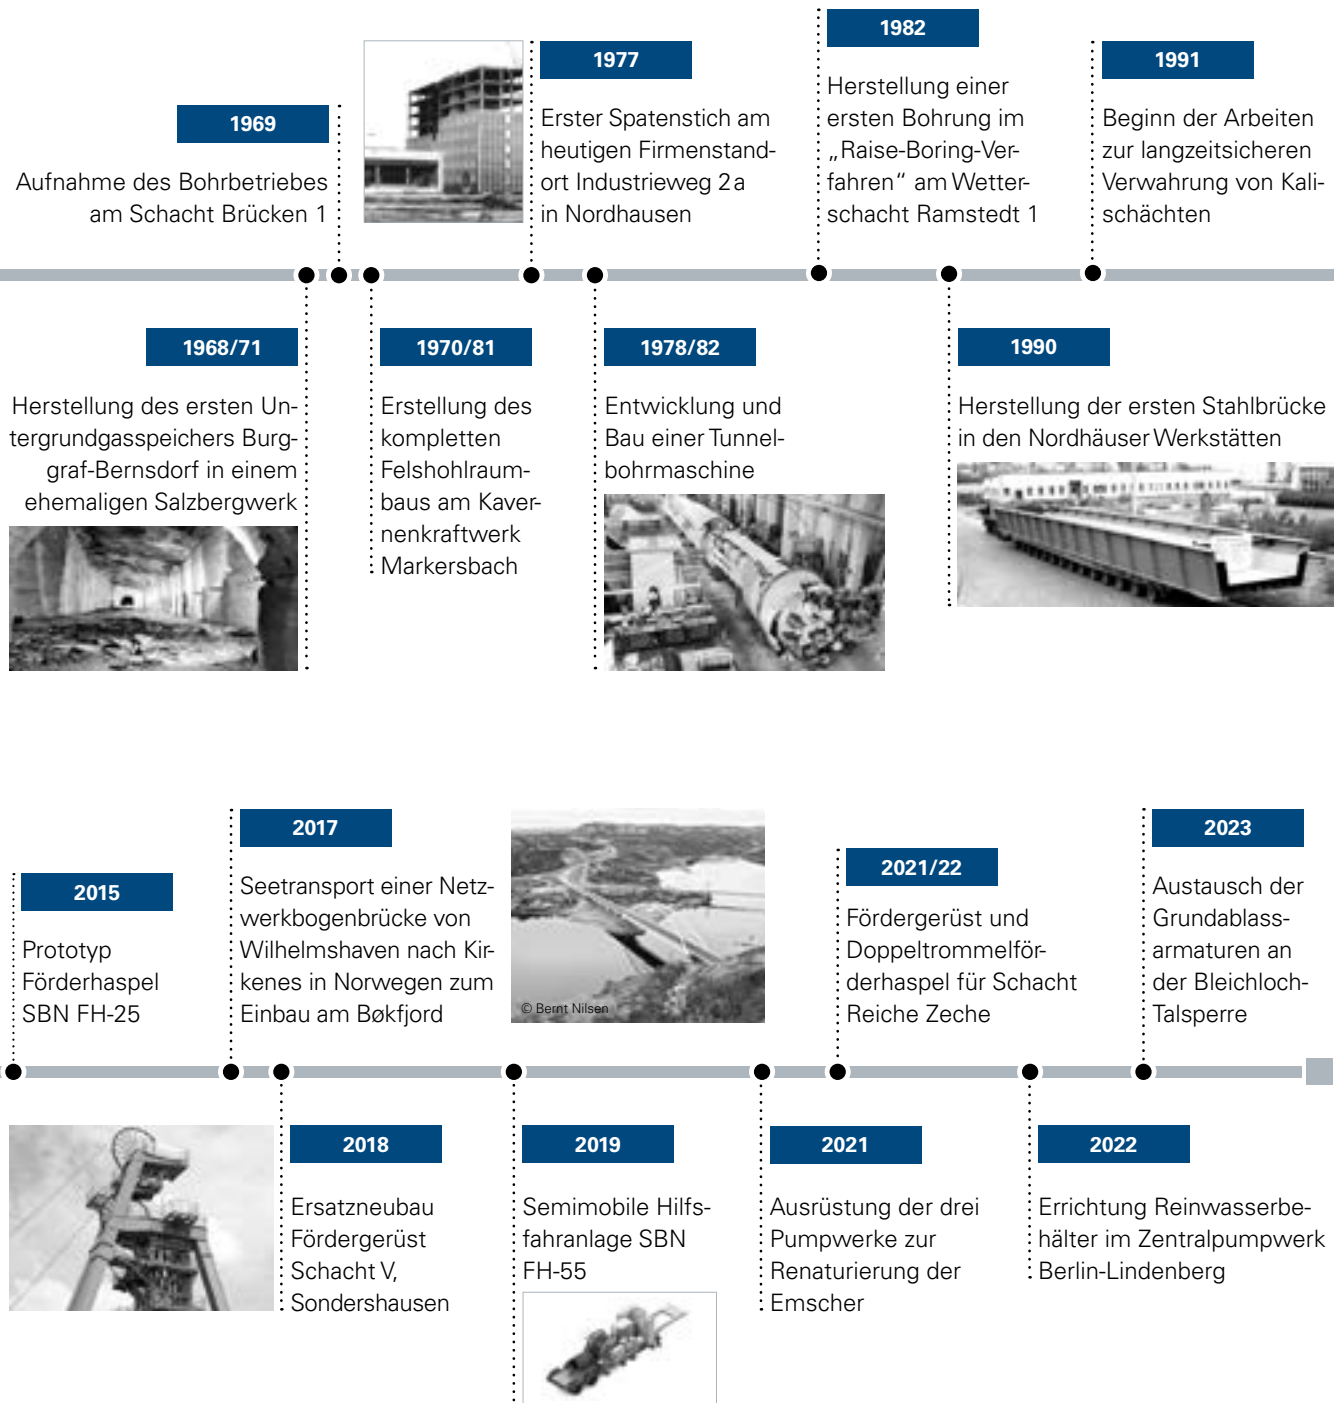 1969
Aufnahme des Bohrbetriebes
am Schacht Brücken 1
1977
Erster Spatenstich am
heutigen Firmenstand-
ort Industrieweg 2a
in Nordhausen
1982
Herstellung einer
ersten Bohrung im
„Raise-Boring-Ver-
fahren“ am Wetter-
schacht Ramstedt 1
1991
Beginn der Arbeiten
zur langzeitsicheren
Verwahrung von Kali-
schächten
1968/71
Herstellung des ersten Un-
tergrundgasspeichers Burg-
graf-Bernsdorf in einem
ehemaligen Salzbergwerk
1970/81
Erstellung des
kompletten
Felshohlraum-
baus am Kaver-
nenkraftwerk
Markersbach
1978/82
Entwicklung und
Bau einer Tunnel-
bohrmaschine
1990
Herstellung der ersten Stahlbrücke
in den Nordhäuser Werkstätten
2015
Prototyp
Förderhaspel
SBN FH-25
2017
Seetransport einer Netz-
werkbogenbrücke von
Wilhelmshaven nach Kir-
kenes in Norwegen zum
Einbau am Bøkfjord
© Bernt Nilsen
2021/22
Fördergerüst und
Doppeltrommelför-
derhaspel für Schacht
Reiche Zeche
2023
Austausch der
Grundablass-
armaturen an
der Bleichloch-
Talsperre
2018
Ersatzneubau
Fördergerüst
Schacht V,
Sondershausen
2019
Semimobile Hilfs-
fahranlage SBN
FH-55
2021
Ausrüstung der drei
Pumpwerke zur
Renaturierung der
Emscher
2022
Errichtung Reinwasserbe-
hälter im Zentralpumpwerk
Berlin-Lindenberg